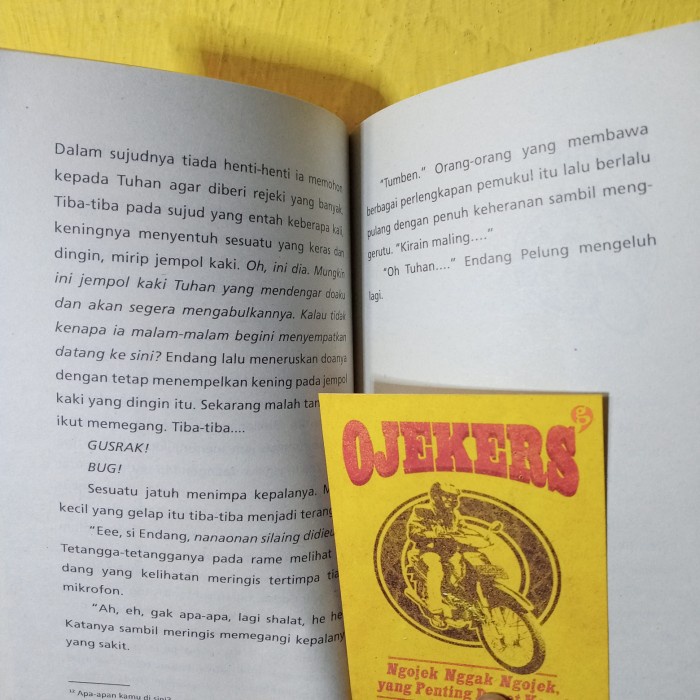 Dalam sujudnya tiada henti-henti ia memohon
kepada Tuhan agar diberi rejeki yang banyak.
Tiba-tiba pada sujud yang entah keberapa kali,
keningnya menyentuh sesuatu yang keras dan
dingin, mirip jempol kaki. Oh, ini dia. Mungkin
ini jempol kaki Tuhan yang mendengar doaku
dan akan segera mengabulkannya. Kalau tidak
kenapa ia malam-malam begini menyempatkan
datang ke sini? Endang lalu meneruskan doanya
dengan tetap menempelkan kening pada jempol
kaki yang dingin itu. Sekarang malah
ikut memegang. Tiba-tiba....
GUSRAK!
BUG!
Sesuatu jatuh menimpa kepalanya.
kecil yang gelap itu tiba-tiba menjadi
"Eee, si Endang, nanaonan silaing
Tetangga-tetangganya pada rame melihat
dang yang kelihatan meringis tertimpa
mikrofon.
"Ah, eh, gak apa-apa, lagi shalat, he
Katanya sambil meringis memegangi
yang sakit.
12 Apa-apan kamu di sini?
"Tumben." Orang-orang yang membawa
berbagai perlengkapan pemukul itu lalu berlalu
pulang dengan penuh keheranan sambil meng-
gerutu. "Kirain maling...."
"Oh Tuhan...." Endang Pelung mengeluh
lagi.
OJEKERS
g
Ngojek Nggak Ngojek,
yang Penting